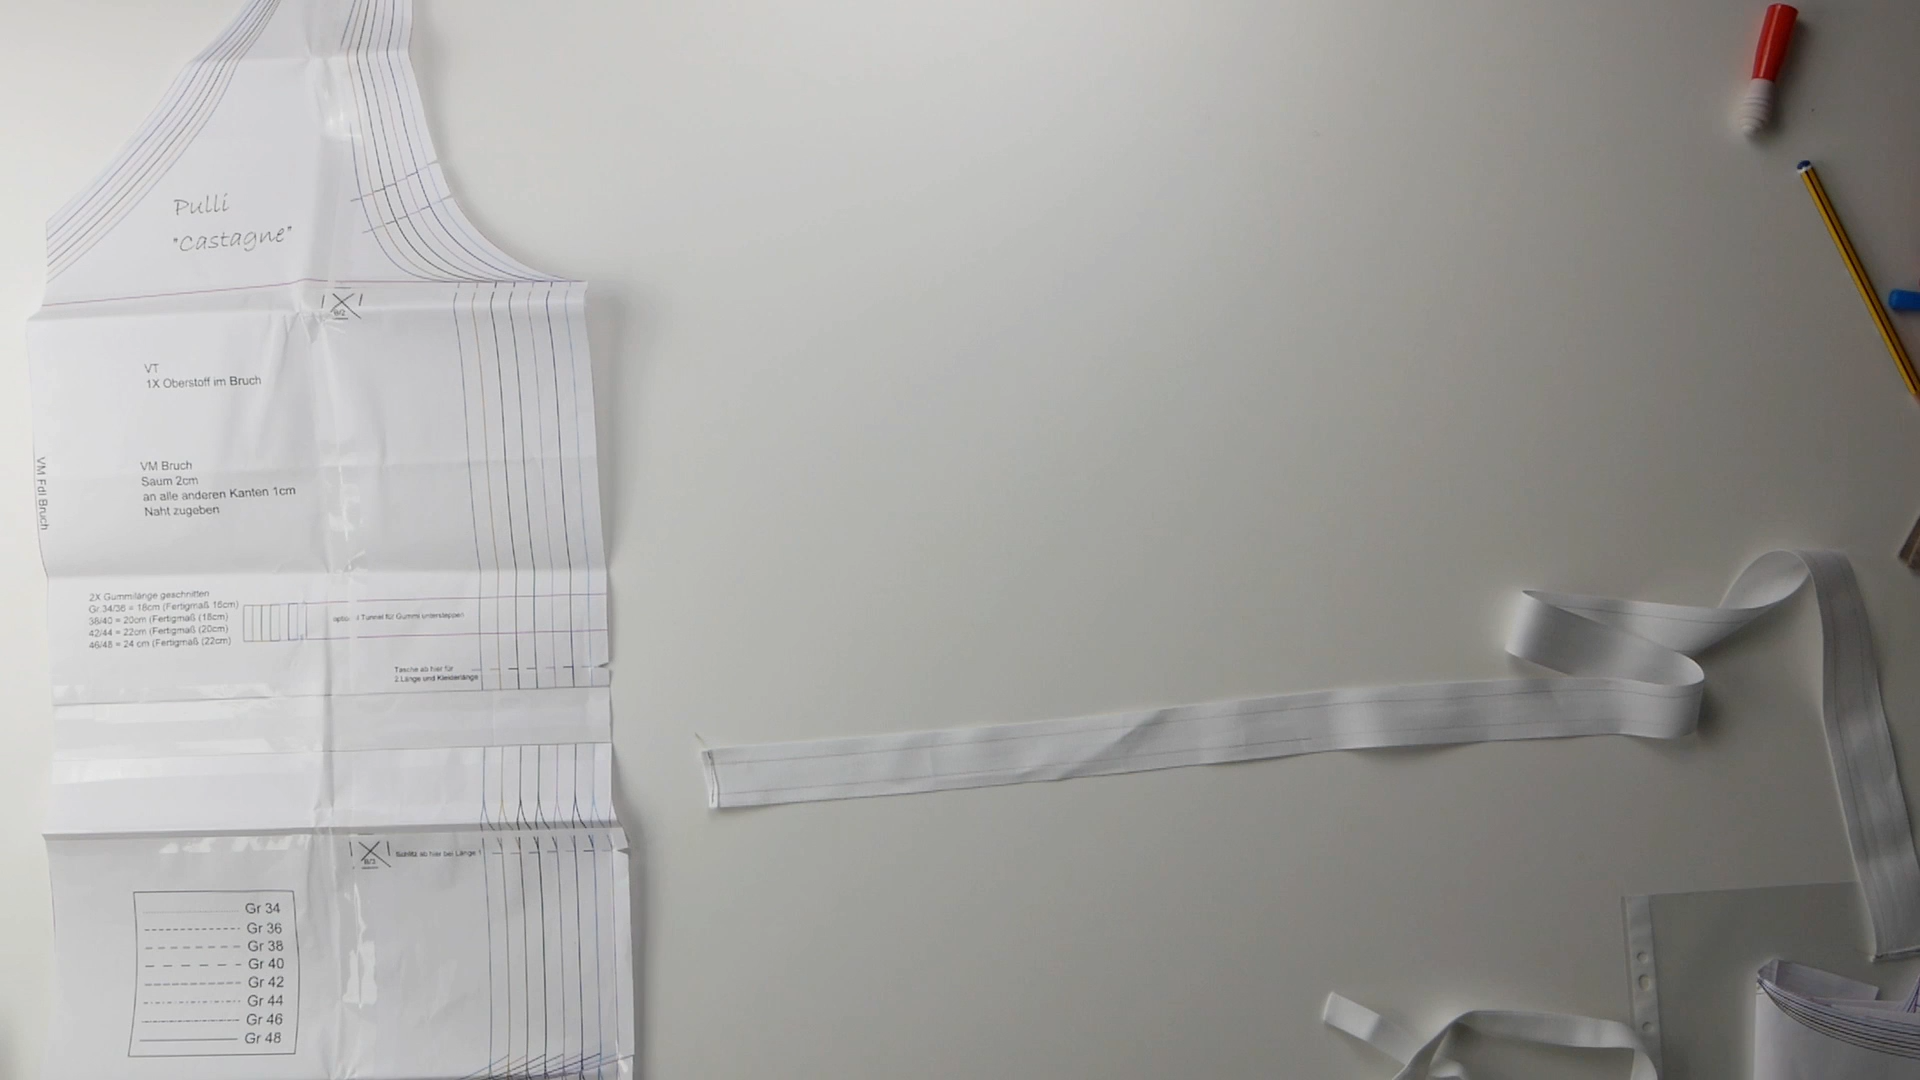 Pulli
"Castagne"
B/2
VT
1X Oberstoff im Bruch
VM Fdl Bruch
VM Bruch
Saum 2cm
an alle anderen Kanten 1cm
Naht zugeben
2X Gummilänge geschnitten
Gr.34/36 = 18cm (Fertigmaß 16cm)
38/40 = 20cm (Fertigmaß (18cm)
42/44 = 22cm (Fertigmaß (20cm)
46/48 = 24 cm (Fertigmaß (22cm)
Tunnel für Gummi untersteppen
Tasche ab hier für
2.Länge und Kleiderlänge
B/3
Schlitz ab hier bei Länge 1
Gr 34
Gr 36
Gr 38
Gr 40
Gr 42
Gr 44
Gr 46
Gr 48